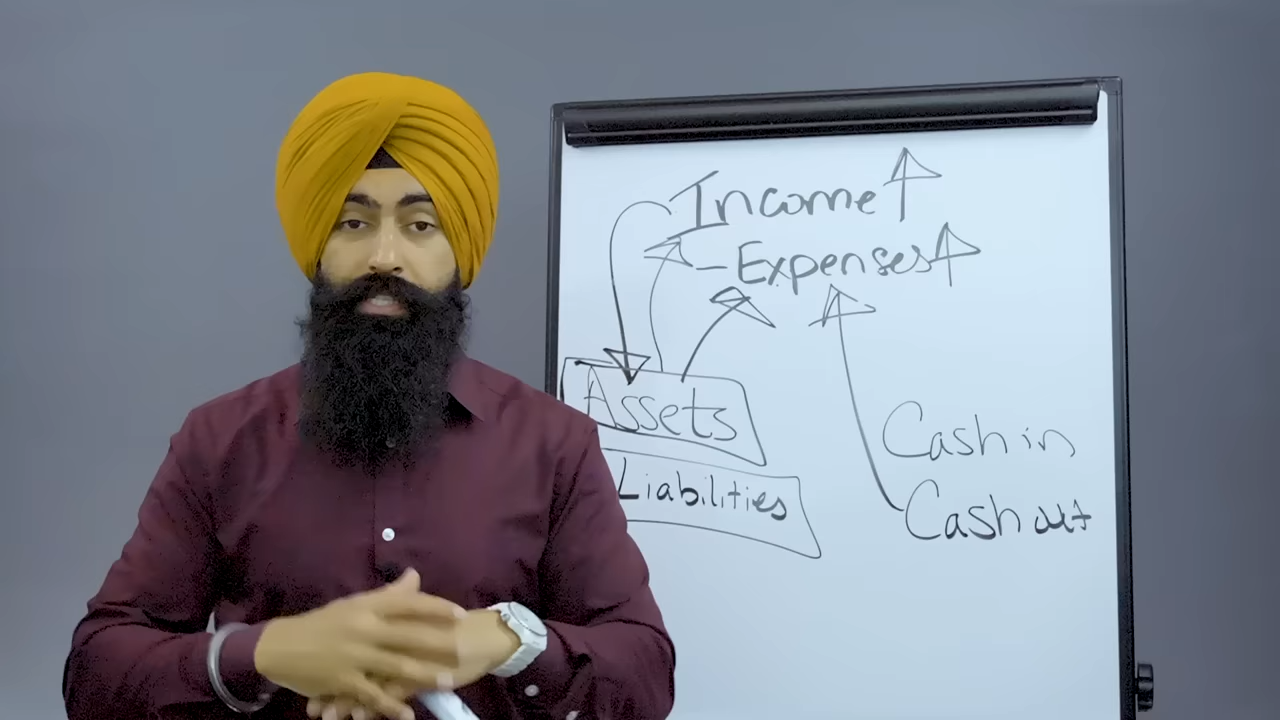 Income
-Expenses
Assets
Liabilities
Cash in
Cash out